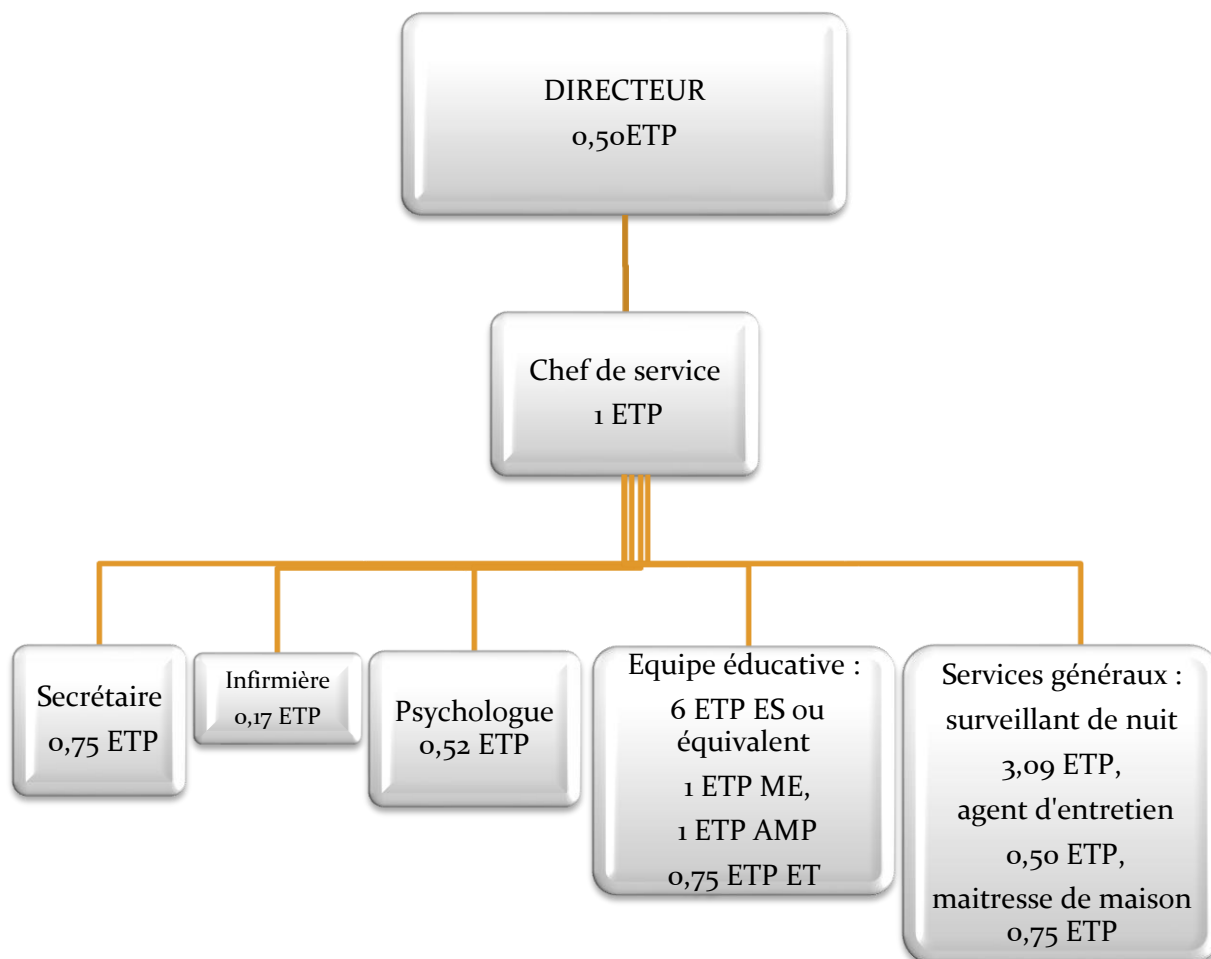 DIRECTEUR
0,50ETP
Chef de service
1 ETP
Secrétaire
0,75 ETP
Infirmière
0,17 ETP
Psychologue
0,52 ETP
Equipe éducative :
6 ETP ES ou
équivalent
1 ETP ME,
1 ETP AMP
0,75 ETP ET
Services généraux :
surveillant de nuit
3,09 ETP,
agent d'entretien
0,50 ETP,
maitresse de maison
0,75 ETP